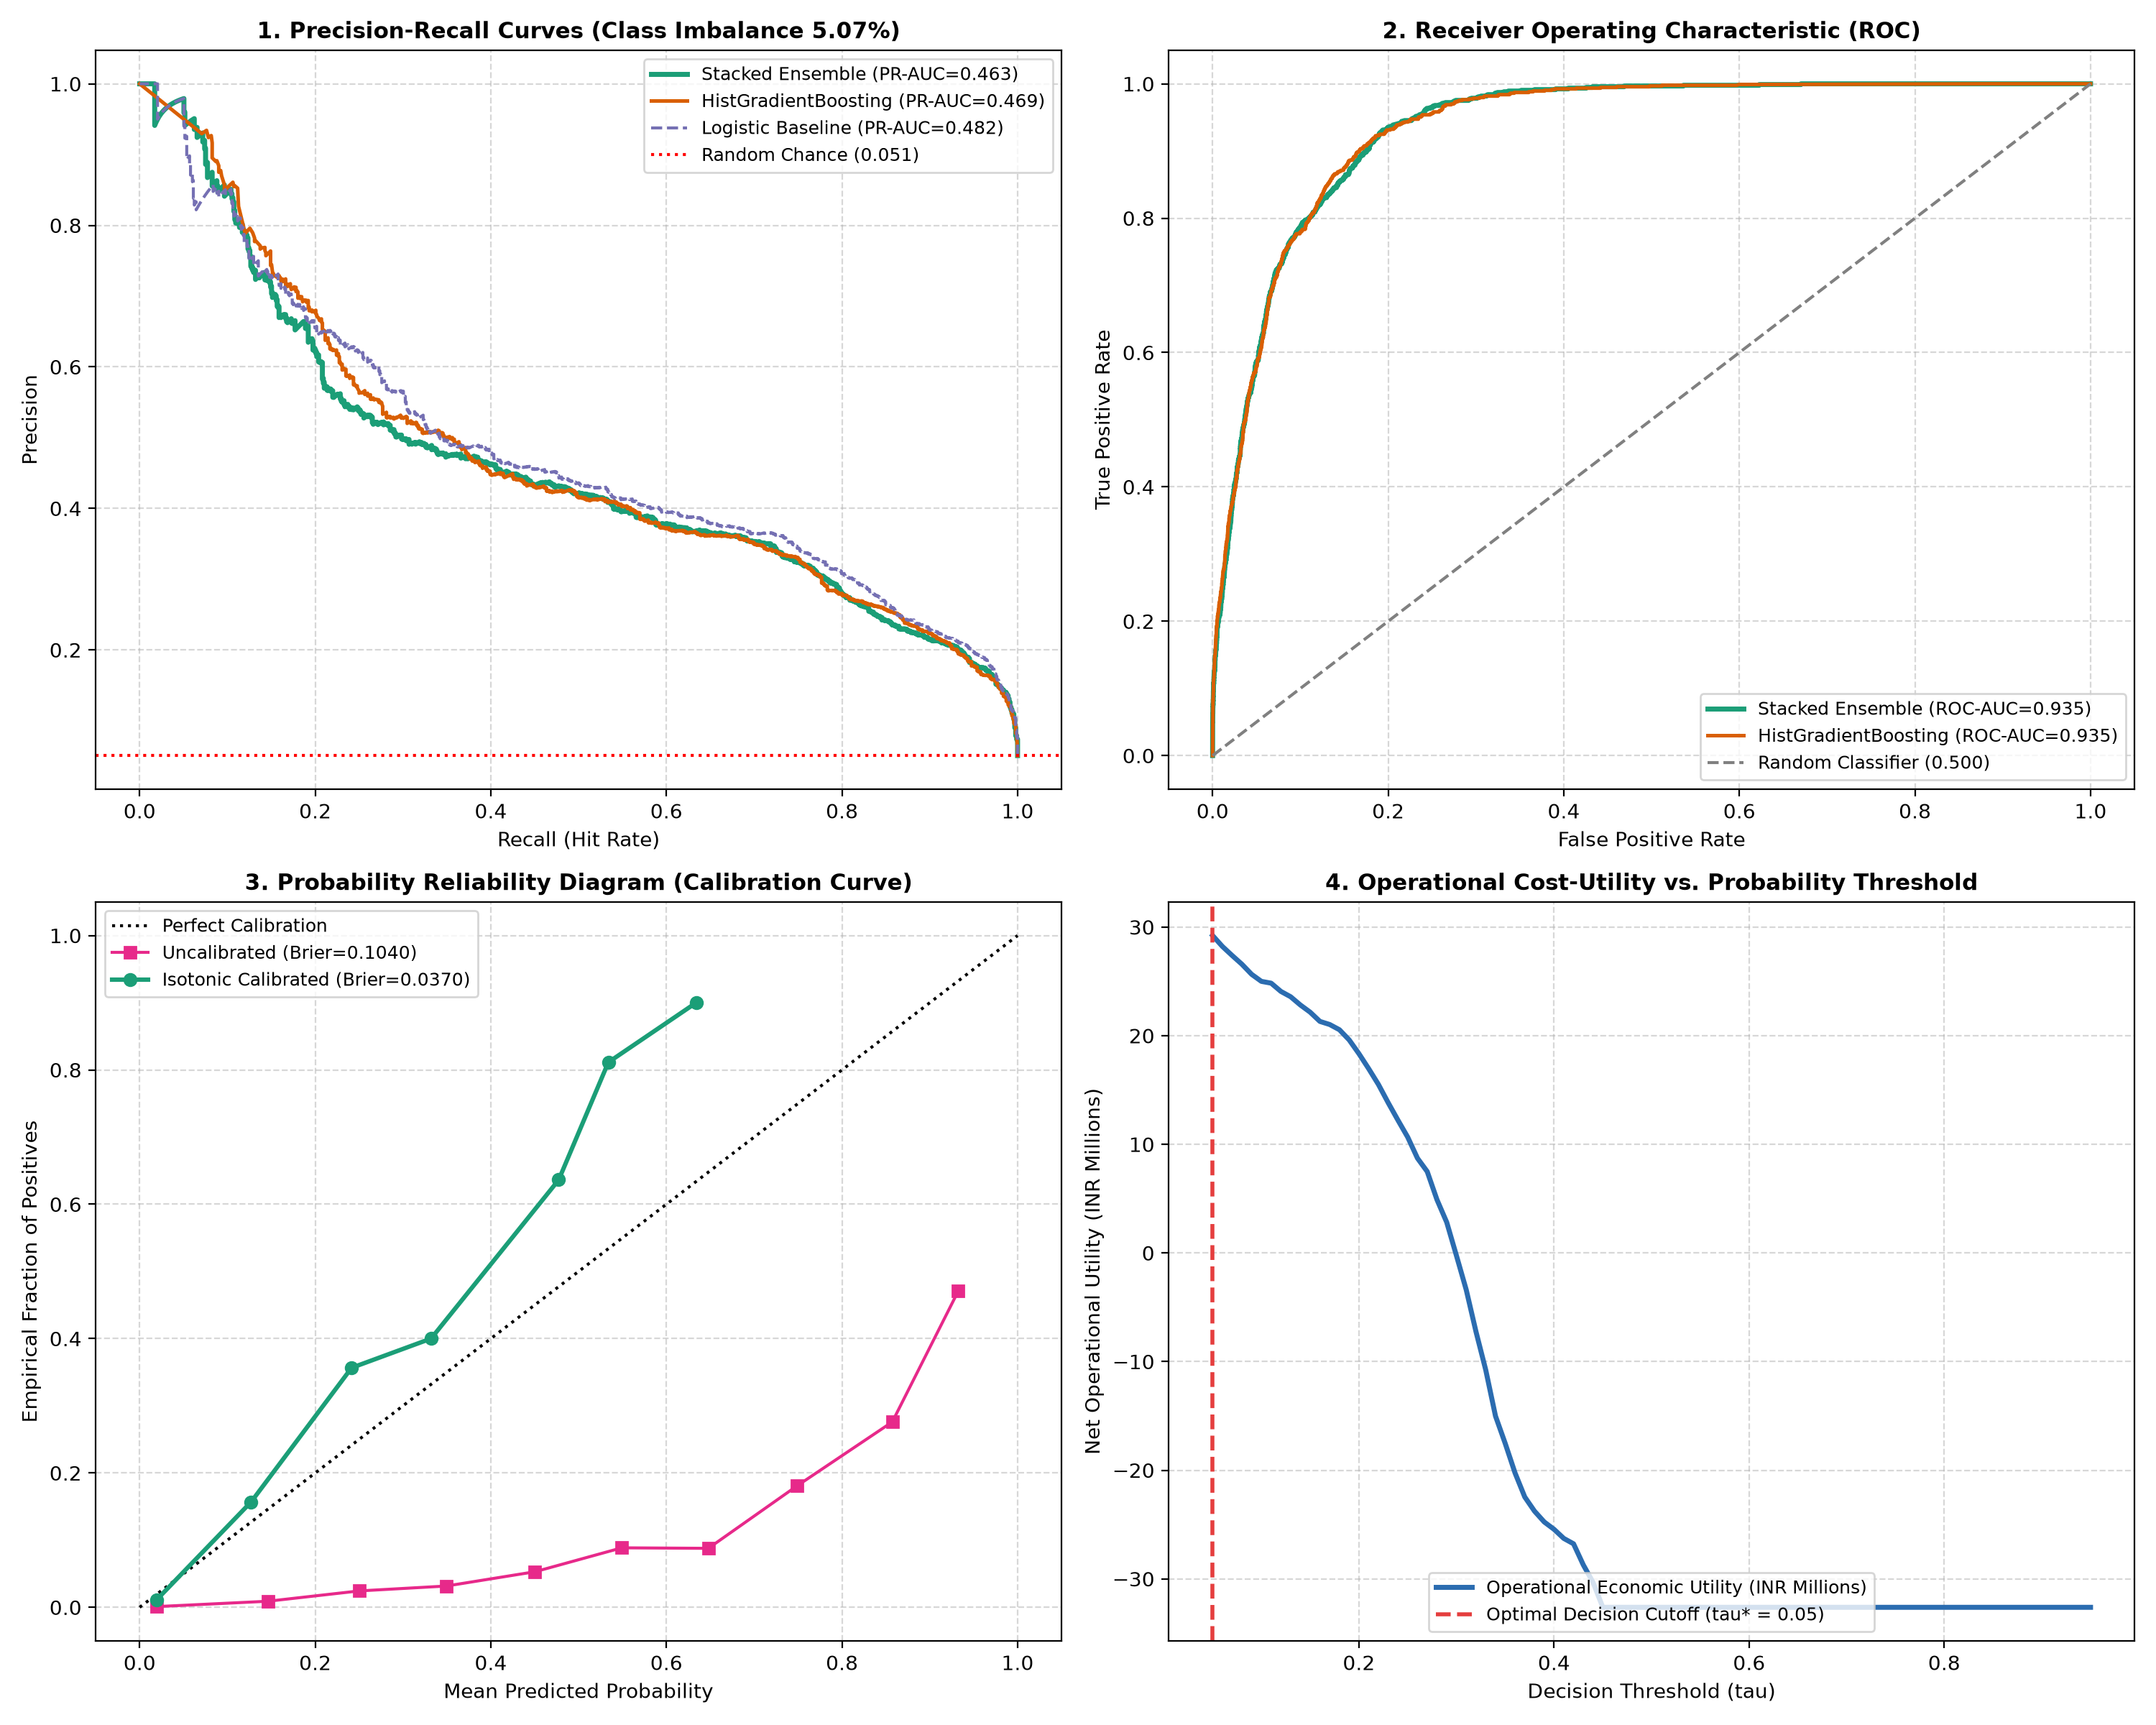 1. Precision-Recall Curves (Class Imbalance 5.07%)
Stacked Ensemble (PR-AUC=0.463)
HistGradientBoosting (PR-AUC=0.469)
Logistic Baseline (PR-AUC=0.482)
Random Chance (0.051)
1.0
0.8
0.6
0.4
0.2
Precision
0.0 0.2 0.4 0.6 0.8 1.0
Recall (Hit Rate)
2. Receiver Operating Characteristic (ROC)
1.0
0.8
0.6
0.4
0.2
0.0
True Positive Rate
Stacked Ensemble (ROC-AUC=0.935)
HistGradientBoosting (ROC-AUC=0.935)
Random Classifier (0.500)
0.0 0.2 0.4 0.6 0.8 1.0
False Positive Rate
3. Probability Reliability Diagram (Calibration Curve)
Perfect Calibration
Uncalibrated (Brier=0.1040)
Isotonic Calibrated (Brier=0.0370)
1.0
0.8
0.6
0.4
0.2
0.0
Empirical Fraction of Positives
0.0 0.2 0.4 0.6 0.8 1.0
Mean Predicted Probability
4. Operational Cost-Utility vs. Probability Threshold
30
20
10
0
−10
−20
−30
Net Operational Utility (INR Millions)
Operational Economic Utility (INR Millions)
Optimal Decision Cutoff (tau* = 0.05)
0.2 0.4 0.6 0.8
Decision Threshold (tau)